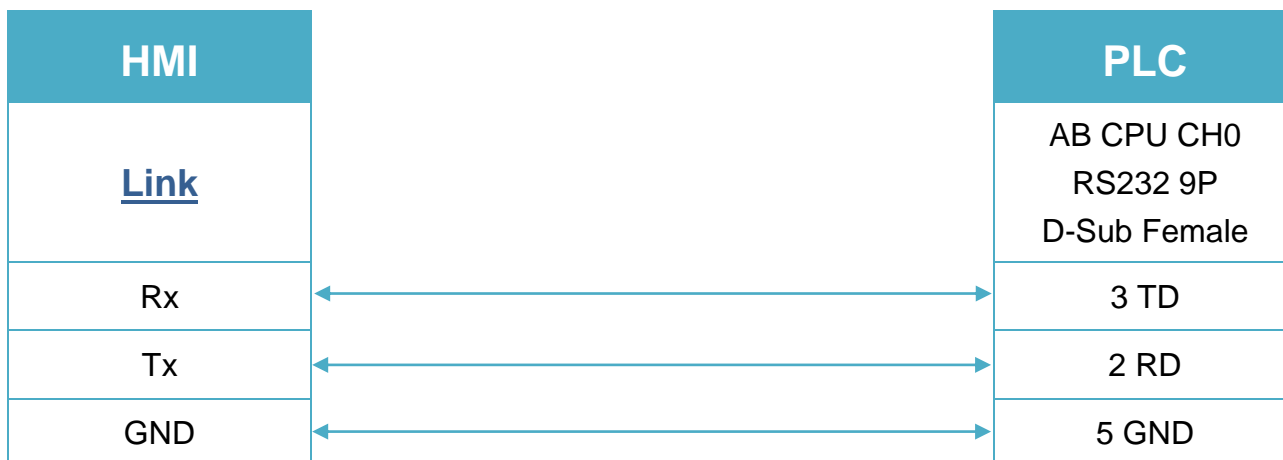 HMI
PLC
Link
AB CPU CH0
RS232 9P
D-Sub Female
Rx
3 TD
Tx
2 RD
GND
5 GND